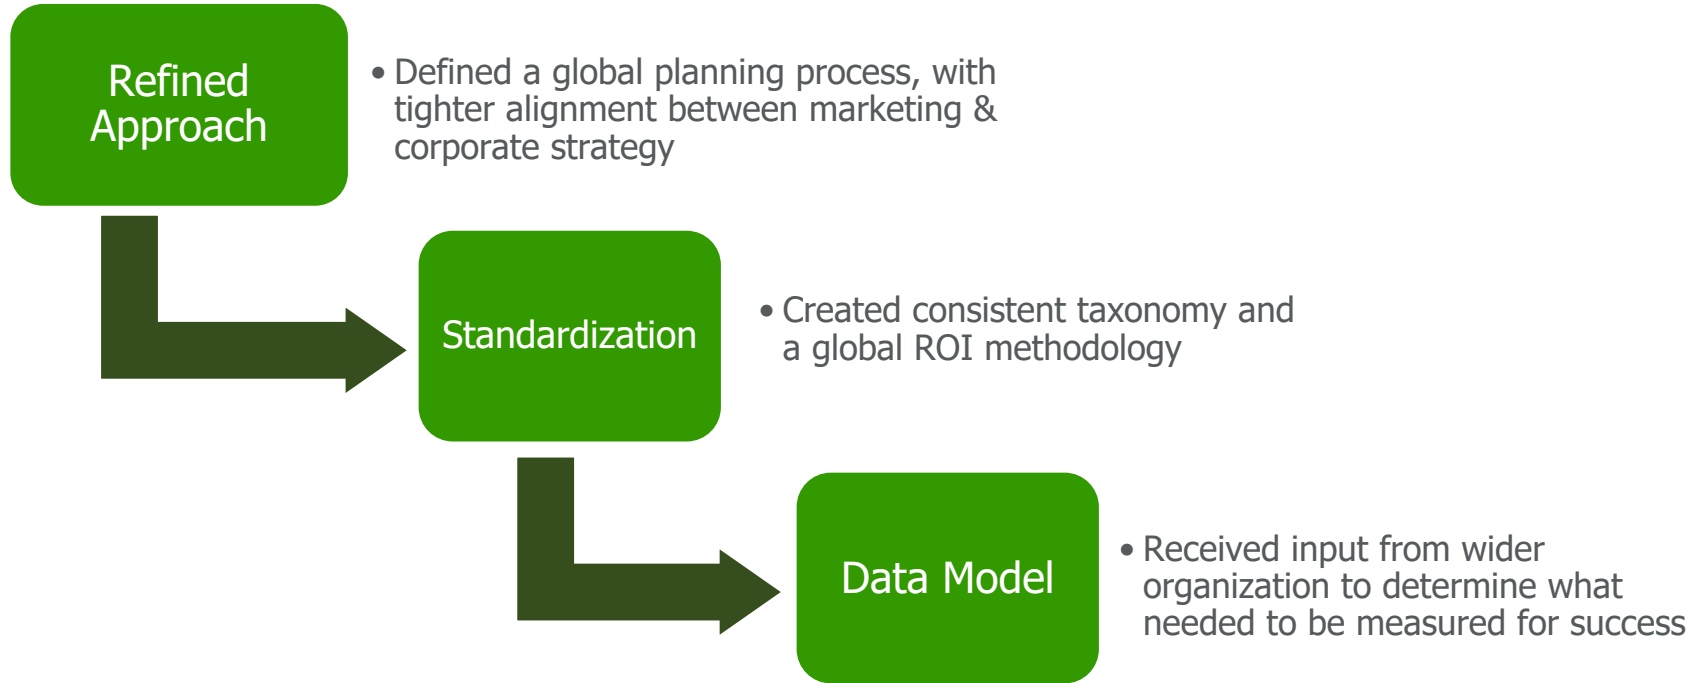 Refined
Approach
• Defined a global planning process, with
tighter alignment between marketing &
corporate strategy
Standardization
• Created consistent taxonomy and
a global ROI methodology
Data Model
• Received input from wider
organization to determine what
needed to be measured for success